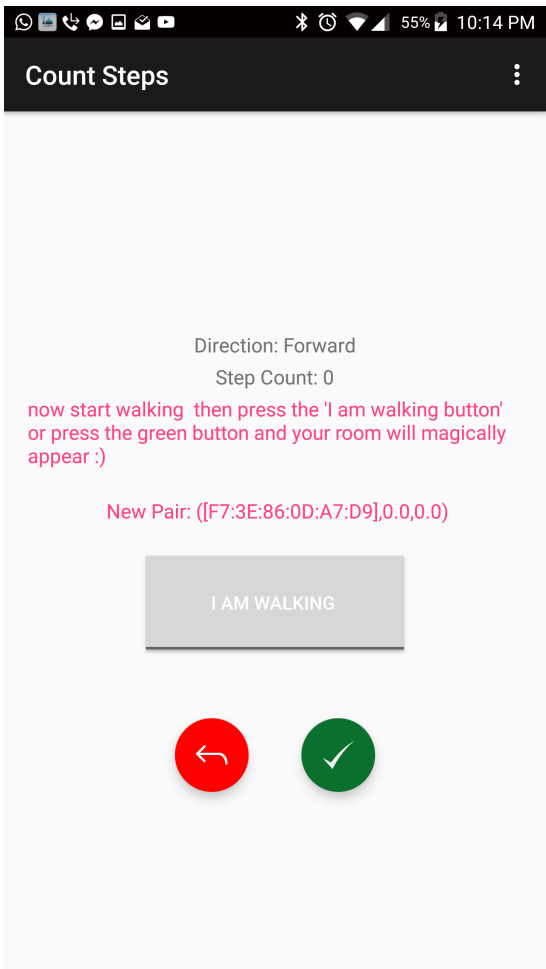 55% 10:14 PM
Count Steps
Direction: Forward
Step Count: 0
now start walking  then press the 'I am walking button'
or press the green button and your room will magically
appear :)
New Pair: ([F7:3E:86:0D:A7:D9],0.0,0.0)
I AM WALKING